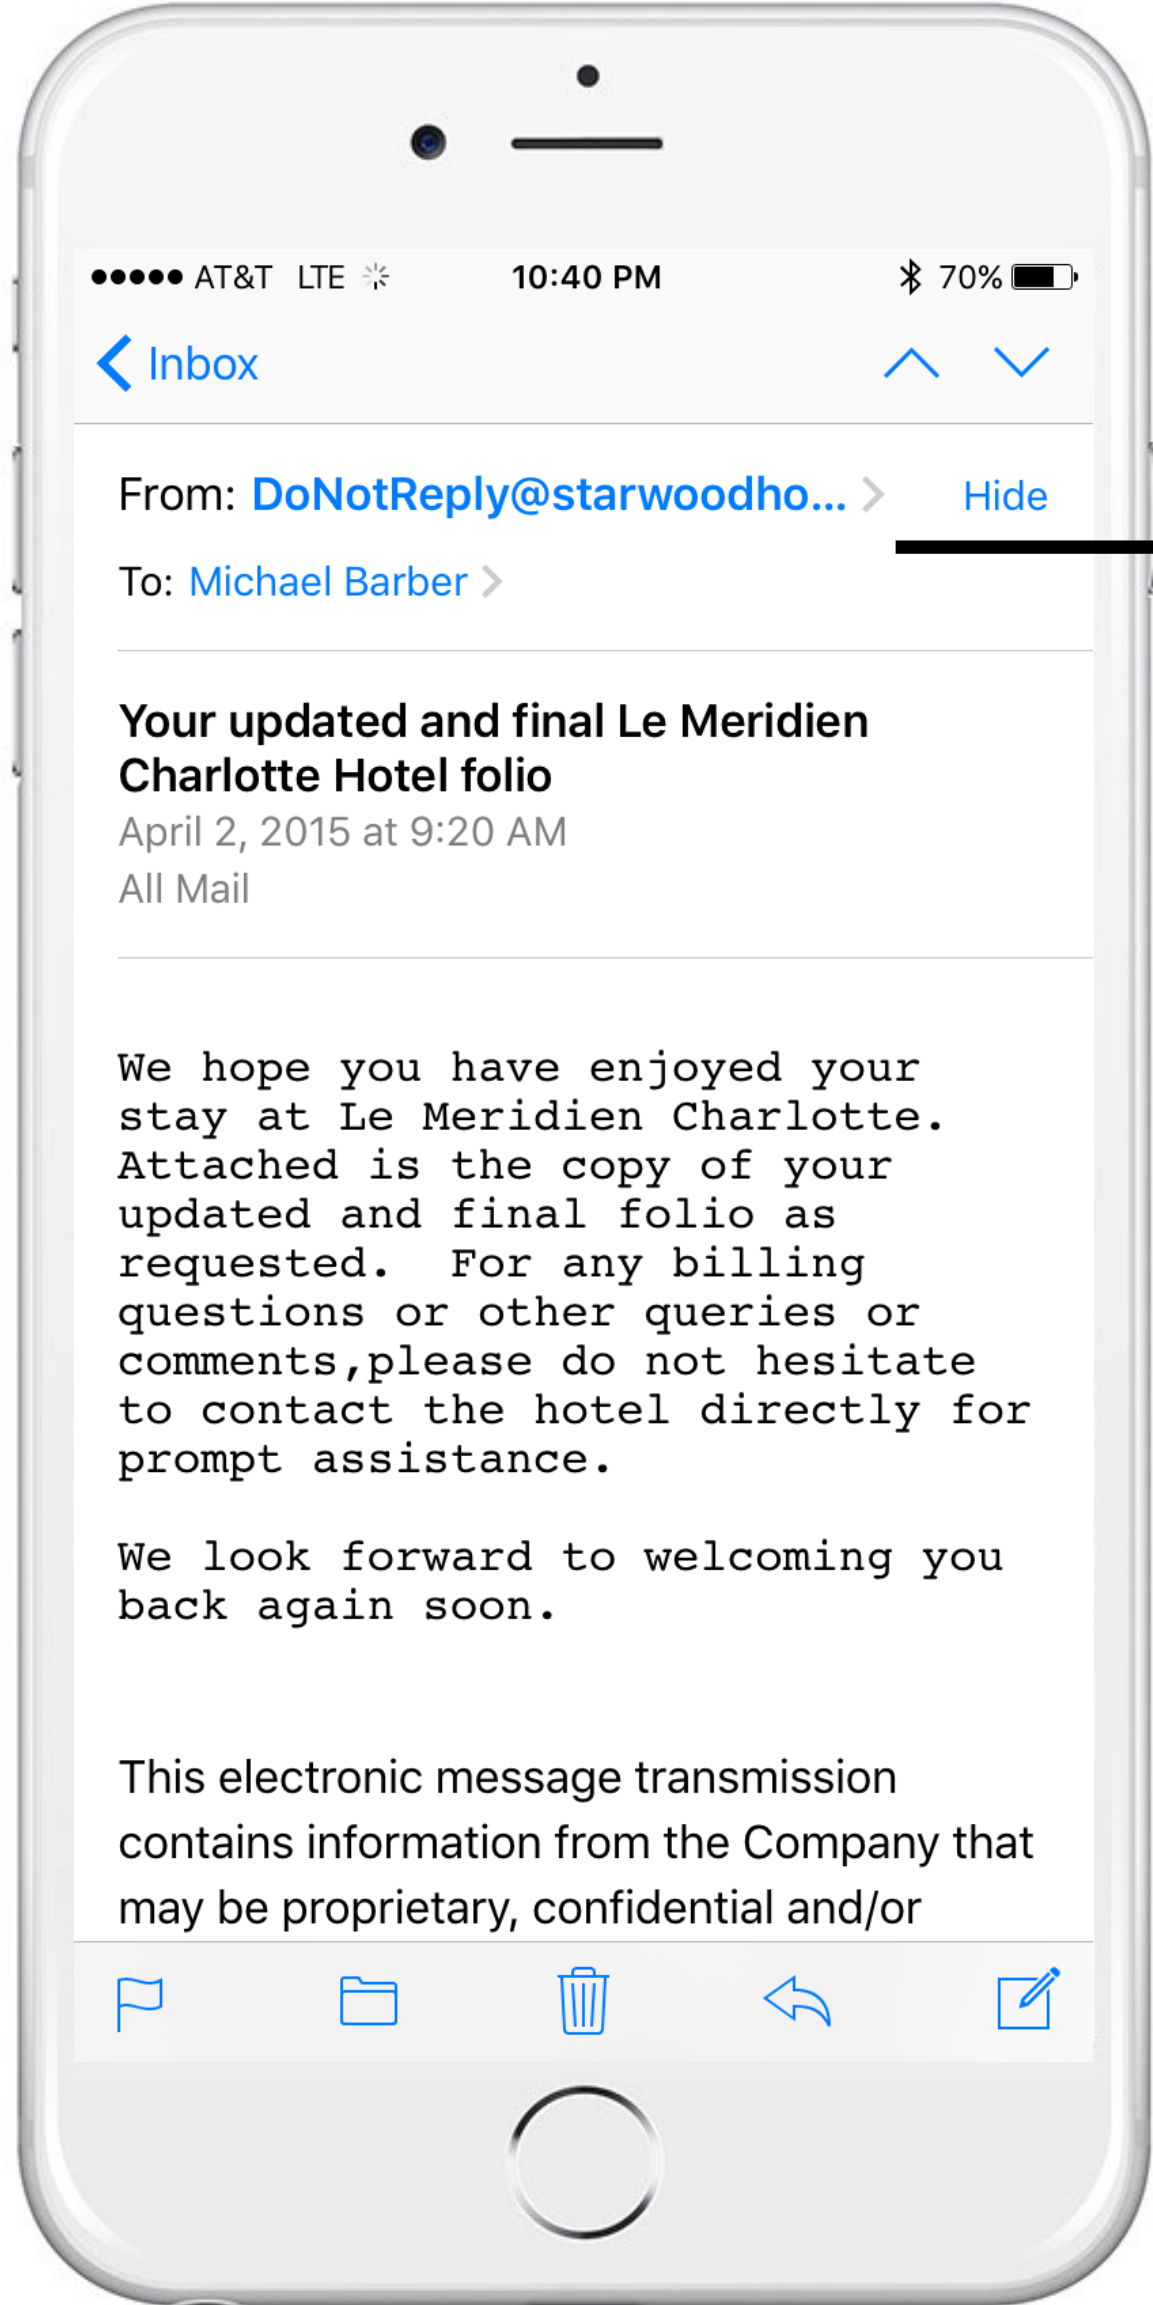 AT&T LTE 10:40 PM 70%
Inbox
From: DoNotReply@starwoodho... Hide
To: Michael Barber
Your updated and final Le Meridien
Charlotte Hotel folio
April 2, 2015 at 9:20 AM
All Mail
We hope you have enjoyed your
stay at Le Meridien Charlotte.
Attached is the copy of your
updated and final folio as
requested.  For any billing
questions or other queries or
comments,please do not hesitate
to contact the hotel directly for
prompt assistance.
We look forward to welcoming you
back again soon.
This electronic message transmission
contains information from the Company that
may be proprietary, confidential and/or